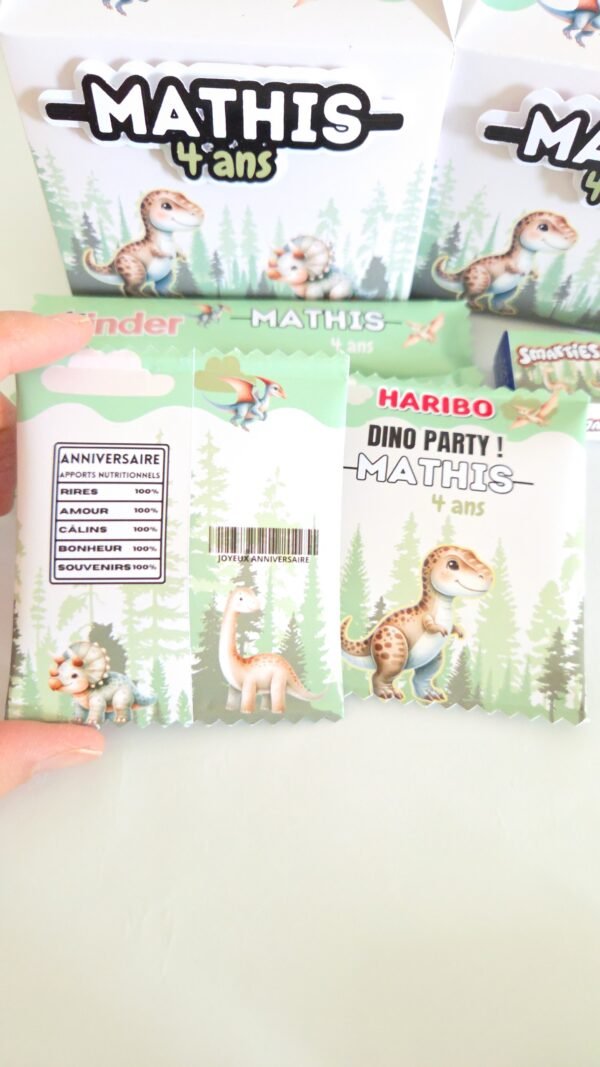 MATHIS
4 ans
MA
4
Kinder
MATHIS
4 ans
SMARTIES
HARIBO
DINO PARTY !
MATHIS
4 ans
ANNIVERSAIRE
APPORTS NUTRITIONNELS
RIRES 100%
AMOUR 100%
CÂLINS 100%
BONHEUR 100%
SOUVENIRS 100%
JOYEUX ANNIVERSAIRE